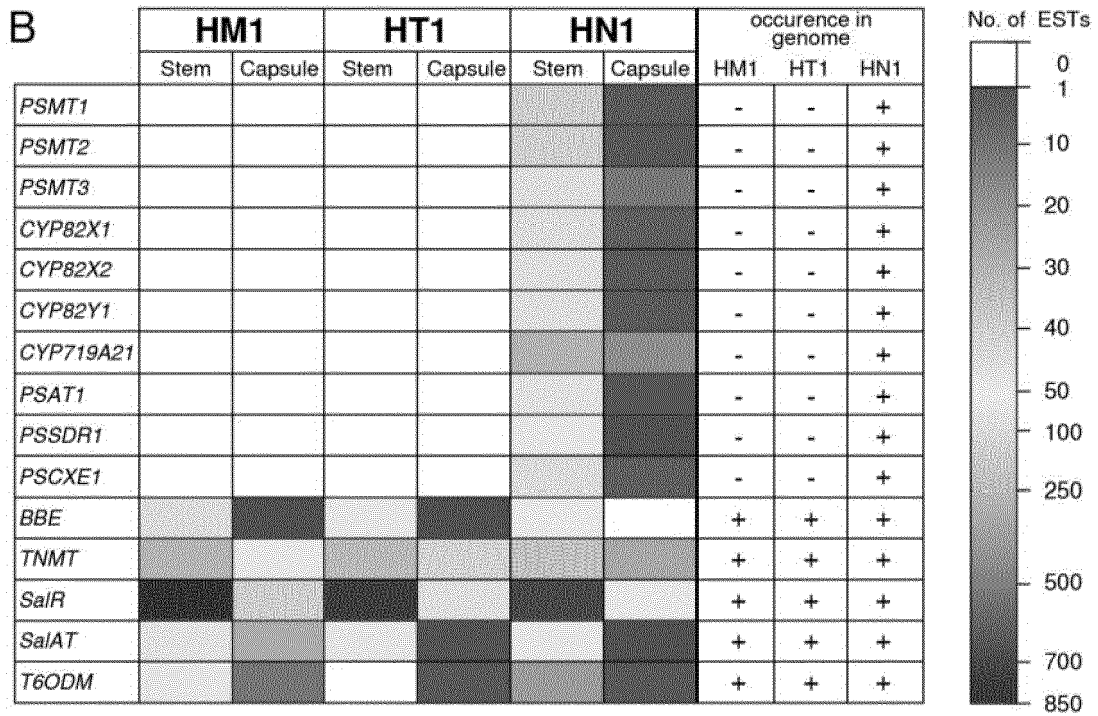 B
HM1 HT1 HN1 occurence in genome No. of ESTs
Stem Capsule Stem Capsule Stem Capsule HM1 HT1 HN1 0
PSMT1 - - + 1
PSMT2 - - + 10
PSMT3 - - + 20
CYP82X1 - - +
CYP82X2 - - + 30
CYP82Y1 - - + 40
CYP719A21 - - +
PSAT1 - - + 50
PSSDR1 - - + 100
PSCXE1 - - + 250
BBE + + +
TNMT + + + 500
SalR + + +
SalAT + + + 700
T6ODM + + + 850